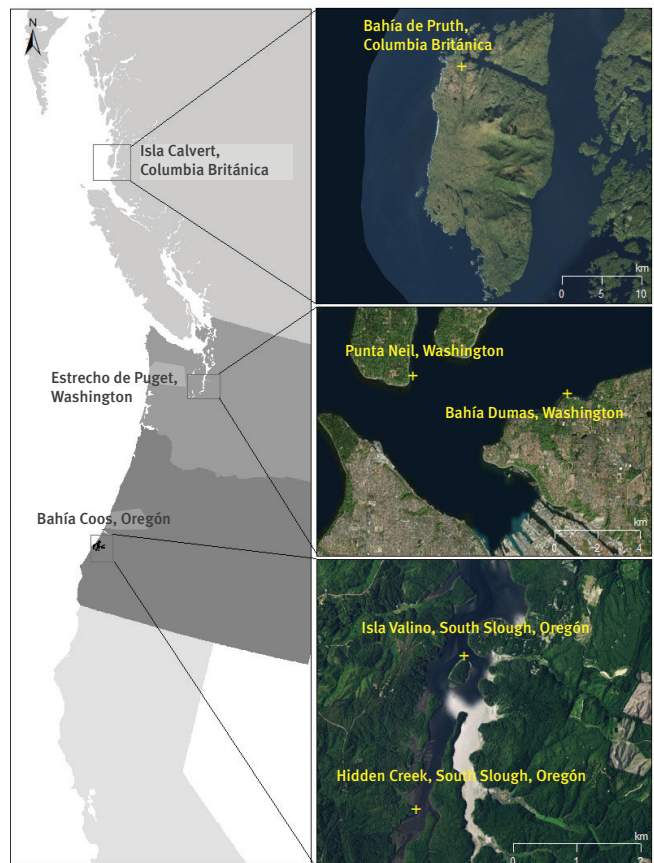 N
Isla Calvert,
Columbia Británica
Estrecho de Puget,
Washington
Bahía Coos, Oregón
Bahía de Pruth,
Columbia Británica
km
0 5 10
Punta Neil, Washington
Bahía Dumas, Washington
km
0 2 4
Isla Valino, South Slough, Oregón
Hidden Creek, South Slough, Oregón
km
0 1 2